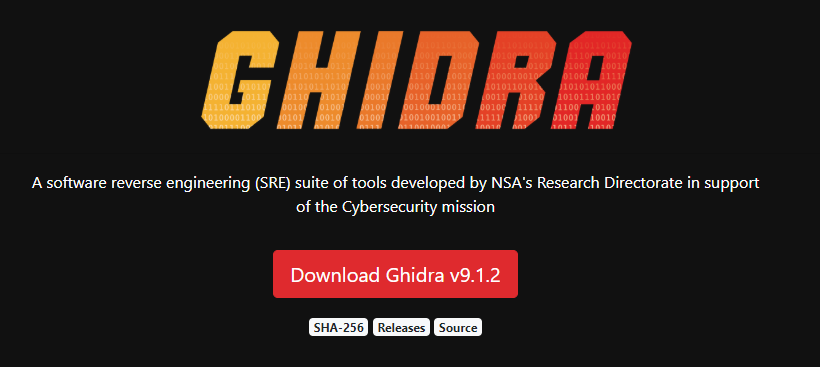 GHIDRA
A software reverse engineering (SRE) suite of tools developed by NSA's Research Directorate in support
of the Cybersecurity mission
Download Ghidra v9.1.2
SHA-256 Releases Source